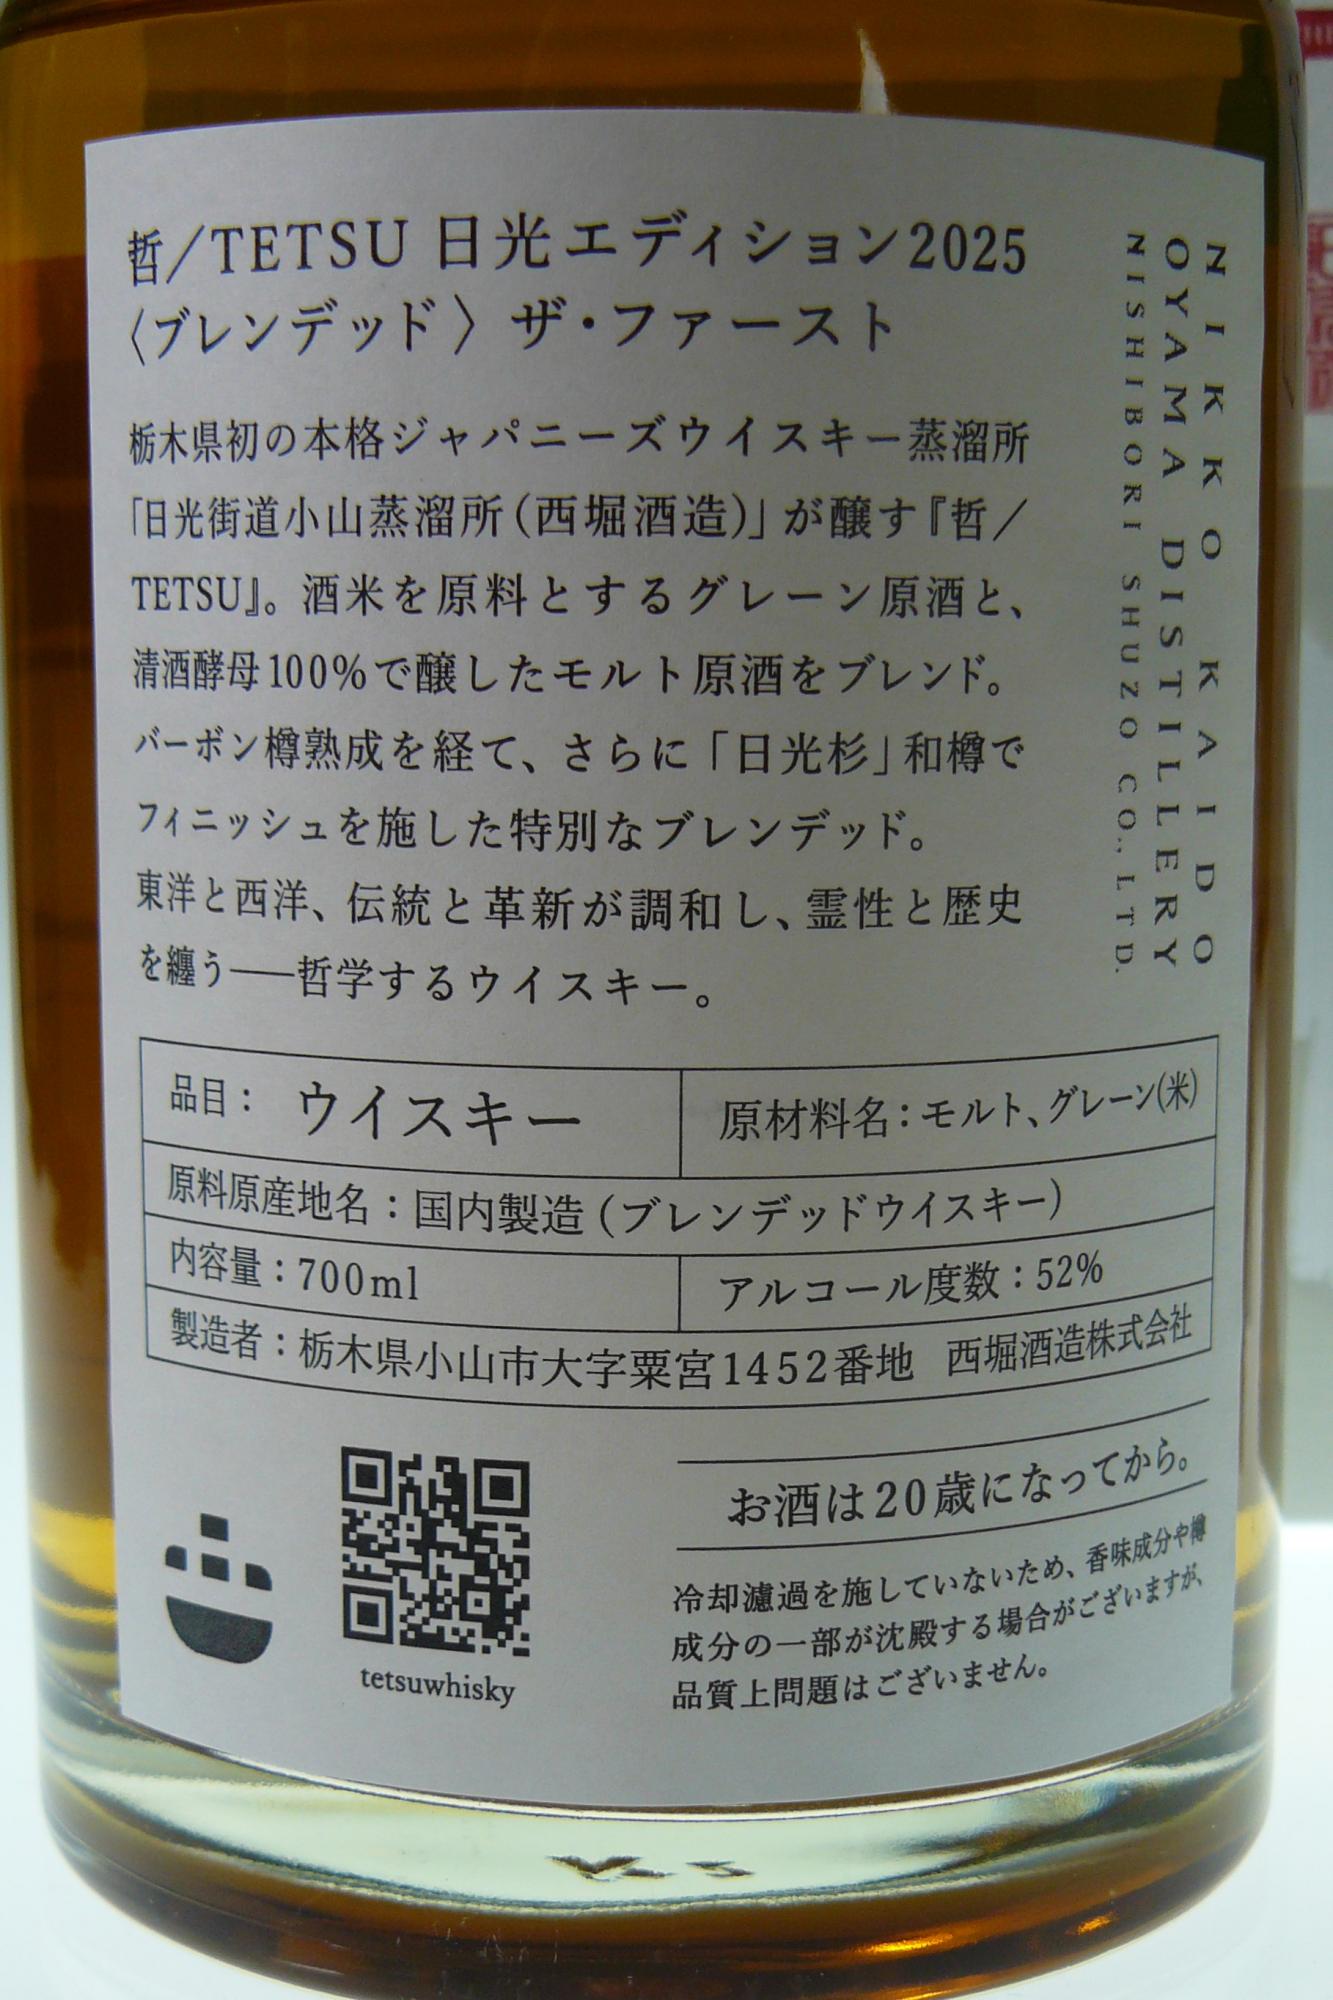 哲／TETSU 日光エディション2025
〈ブレンデッド〉ザ・ファースト
栃木県初の本格ジャパニーズウイスキー蒸溜所
「日光街道小山蒸溜所(西堀酒造)」が醸す『哲／
TETSU』。酒米を原料とするグレーン原酒と、
清酒酵母100%で醸したモルト原酒をブレンド。
バーボン樽熟成を経て、さらに「日光杉」和樽で
フィニッシュを施した特別なブレンデッド。
東洋と西洋、伝統と革新が調和し、霊性と歴史
を纏う──哲学するウイスキー。
NIKKO KAIDO
OYAMA DISTILLERY
NISHIBORI SHUZO CO., LTD.
品目： ウイスキー
原材料名：モルト、グレーン(米)
原料原産地名：国内製造(ブレンデッドウイスキー)
内容量：700ml
アルコール度数：52%
製造者：栃木県小山市大字粟宮1452番地 西堀酒造株式会社
tetsuwhisky
お酒は20歳になってから。
冷却濾過を施していないため、香味成分や樽
成分の一部が沈殿する場合がございますが、
品質上問題はございません。